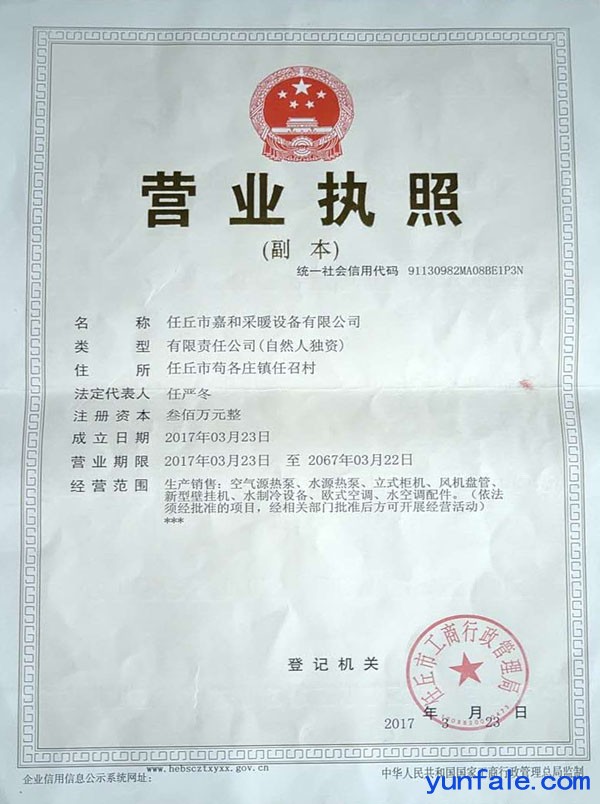 营业执照
(副 本)
统一社会信用代码 91130982MA08BE1P3N
名 称 任丘市嘉和采暖设备有限公司
类 型 有限责任公司(自然人独资)
住 所 任丘市苟各庄镇任召村
法定代表人 任严冬
注册资本 叁佰万元整
成立日期 2017年03月23日
营业期限 2017年03月23日 至 2067年03月22日
经营范围 生产销售：空气源热泵、水源热泵、立式柜机、风机盘管、
新型壁挂机、水制冷设备、欧式空调、水空调配件。（依法
须经批准的项目，经相关部门批准后方可开展经营活动）
***
登记机关
任丘市工商行政管理局
2017 年 3 月 23 日
www.hebscztxyxx.gov.cn
企业信用信息公示系统网址：
中华人民共和国国家工商行政管理总局监制
yunfale.com